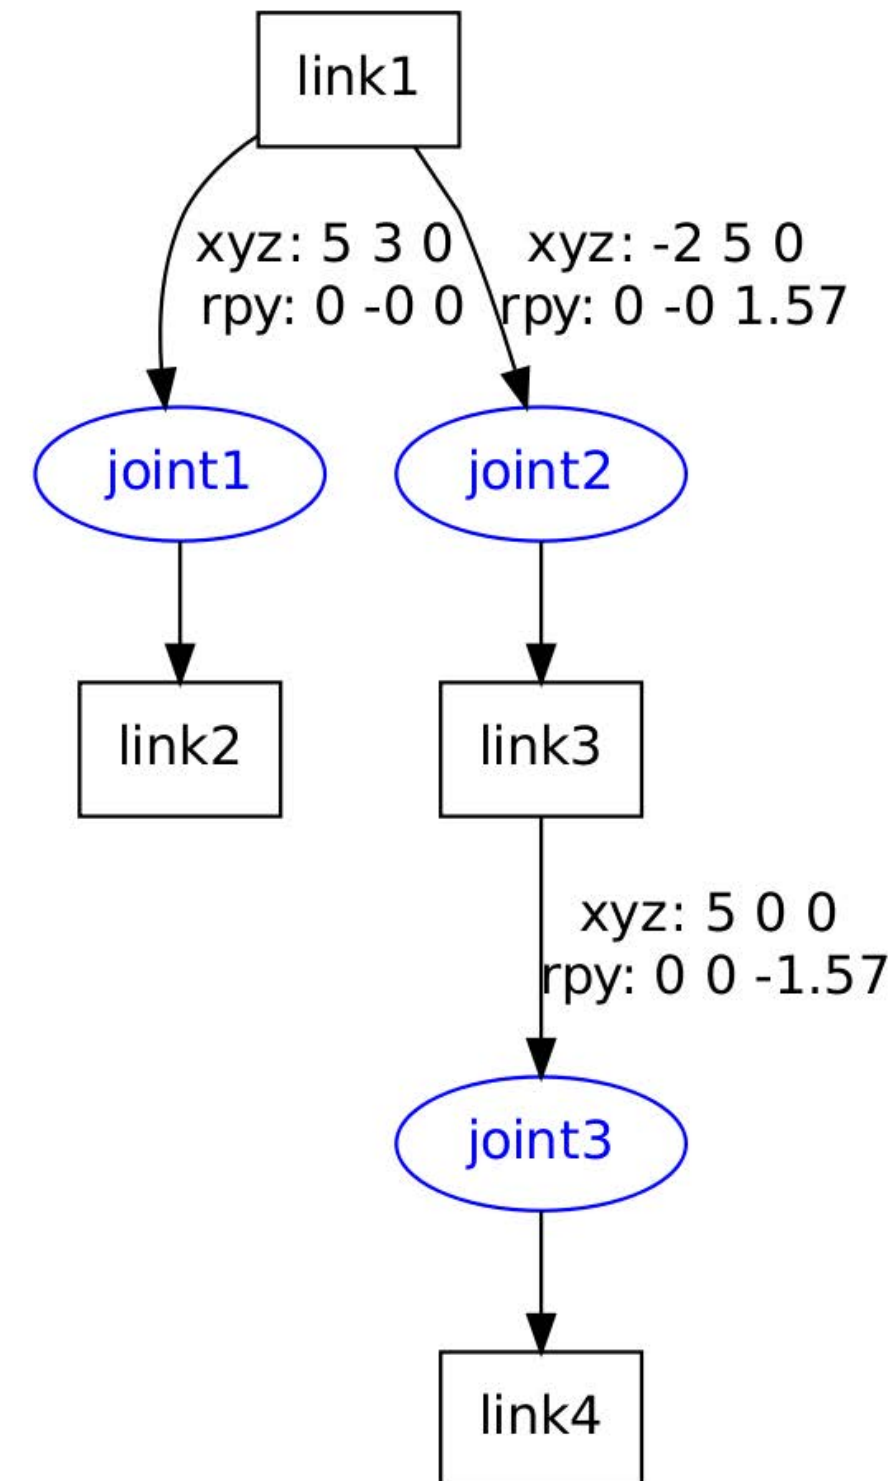 link1
xyz: 5 3 0
rpy: 0 -0 0
xyz: -2 5 0
rpy: 0 -0 1.57
joint1
joint2
link2
link3
xyz: 5 0 0
rpy: 0 0 -1.57
joint3
link4